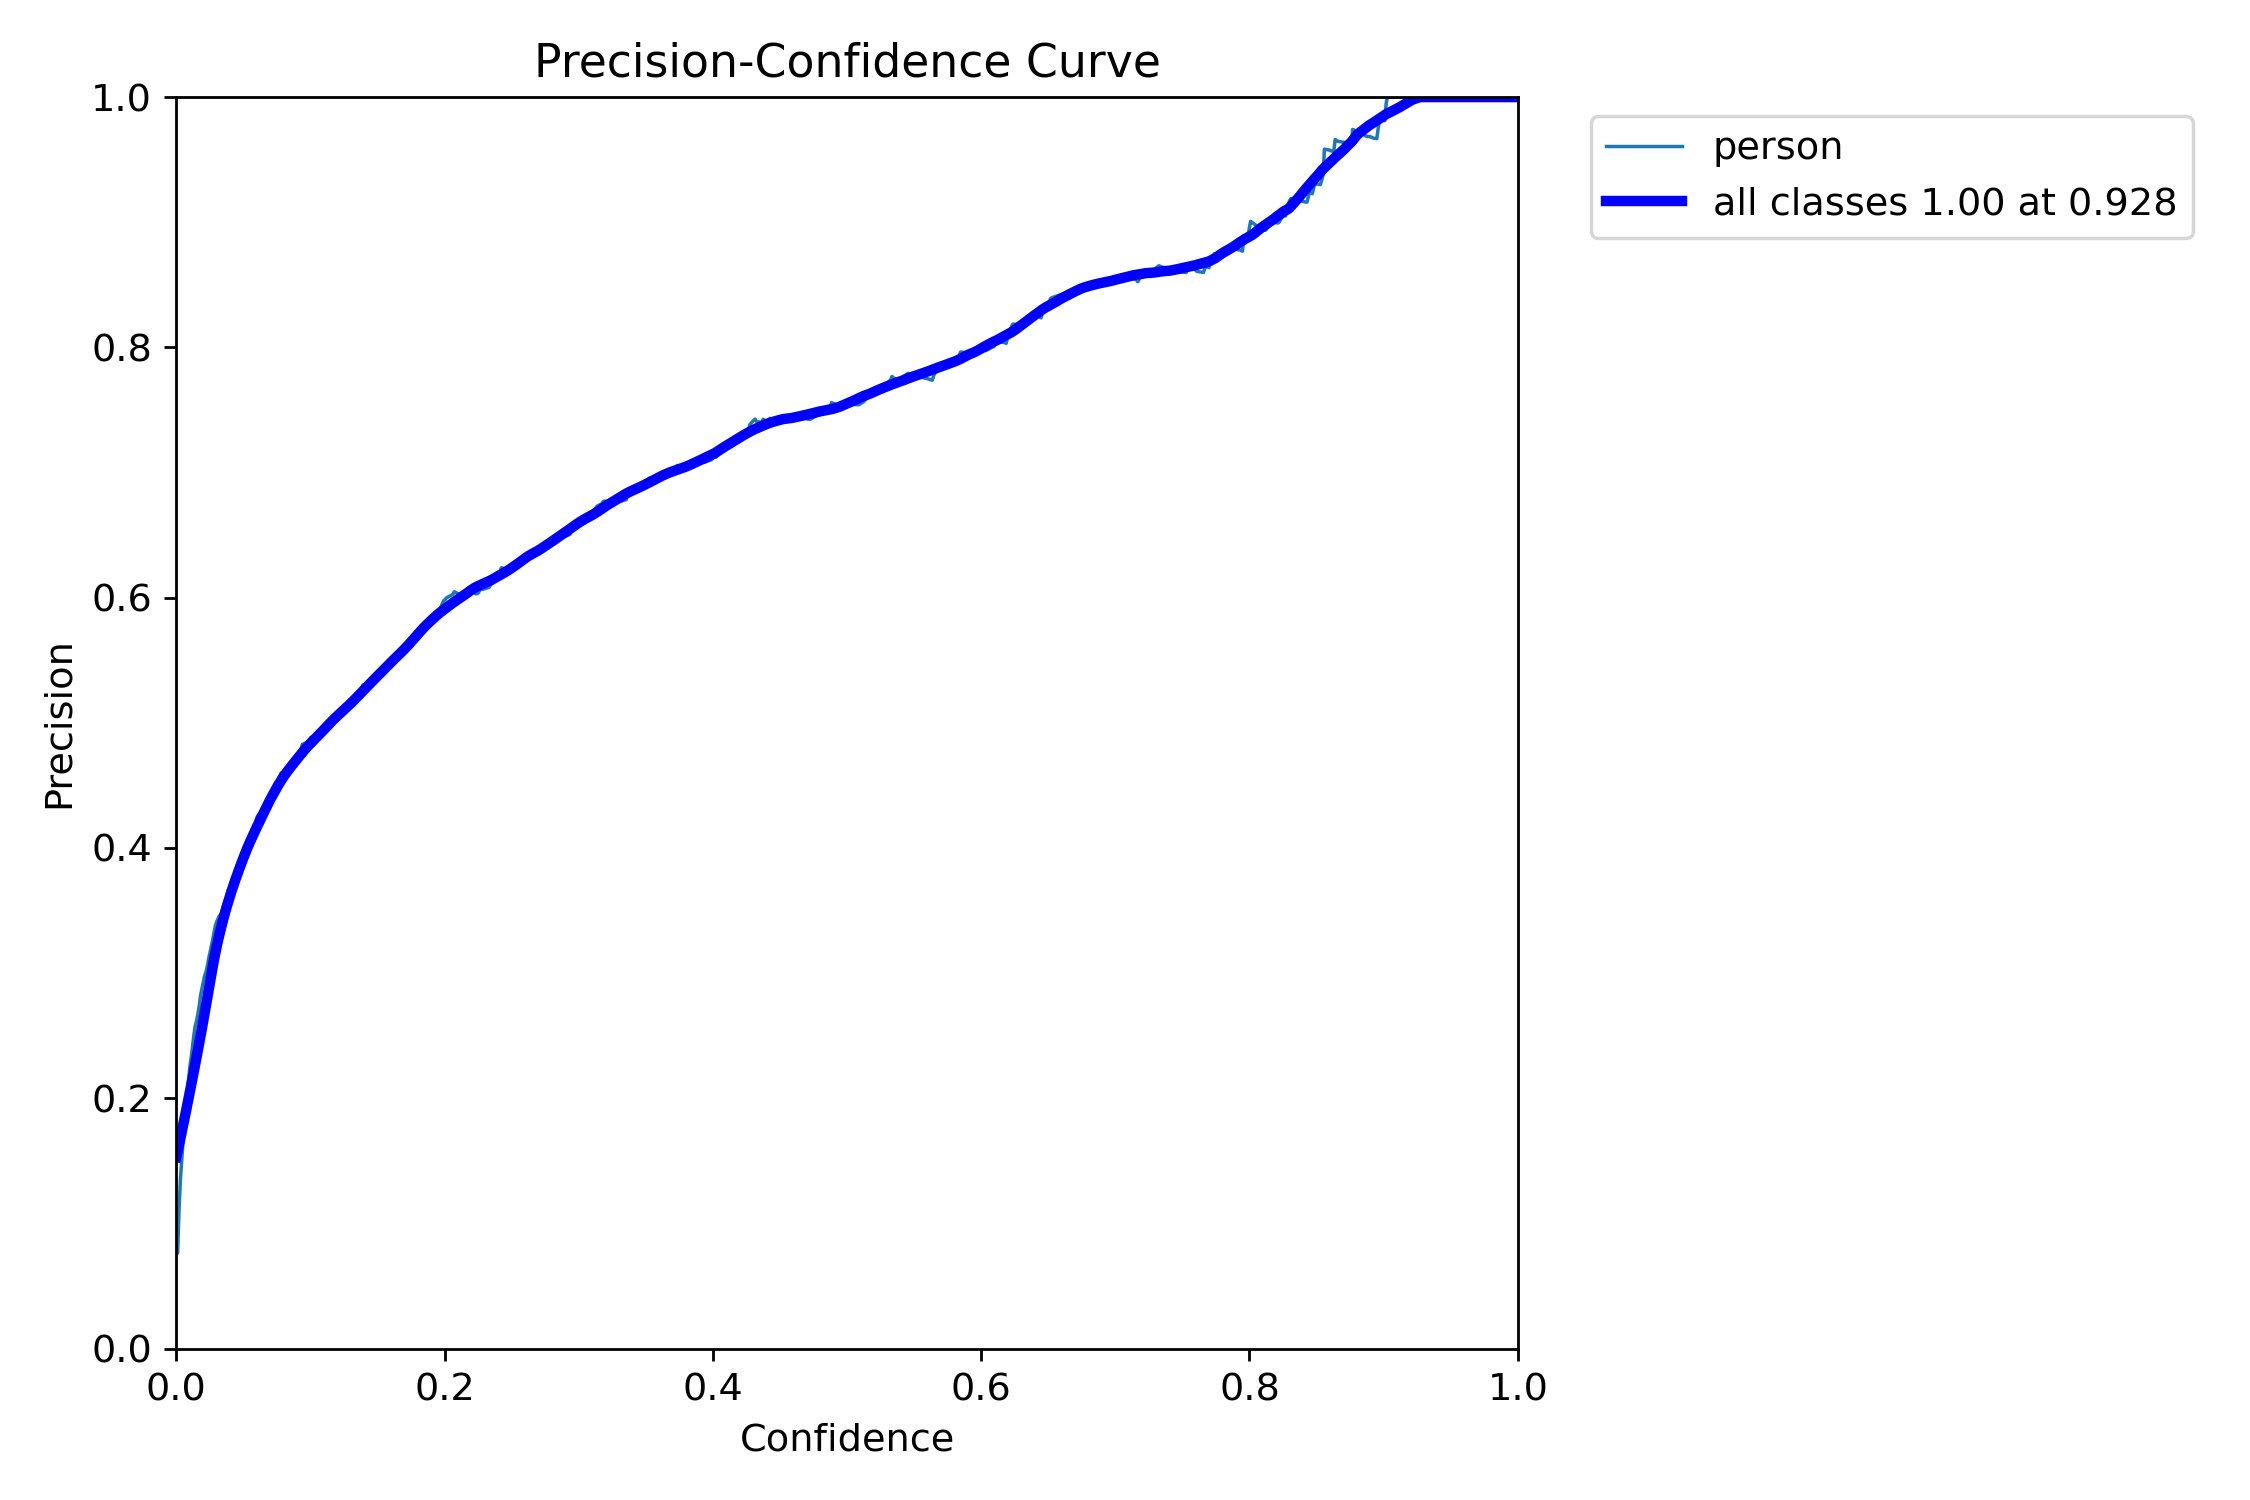 Precision-Confidence Curve
person
all classes 1.00 at 0.928
1.0
0.8
0.6
0.4
0.2
0.0
Precision
0.0 0.2 0.4 0.6 0.8 1.0
Confidence